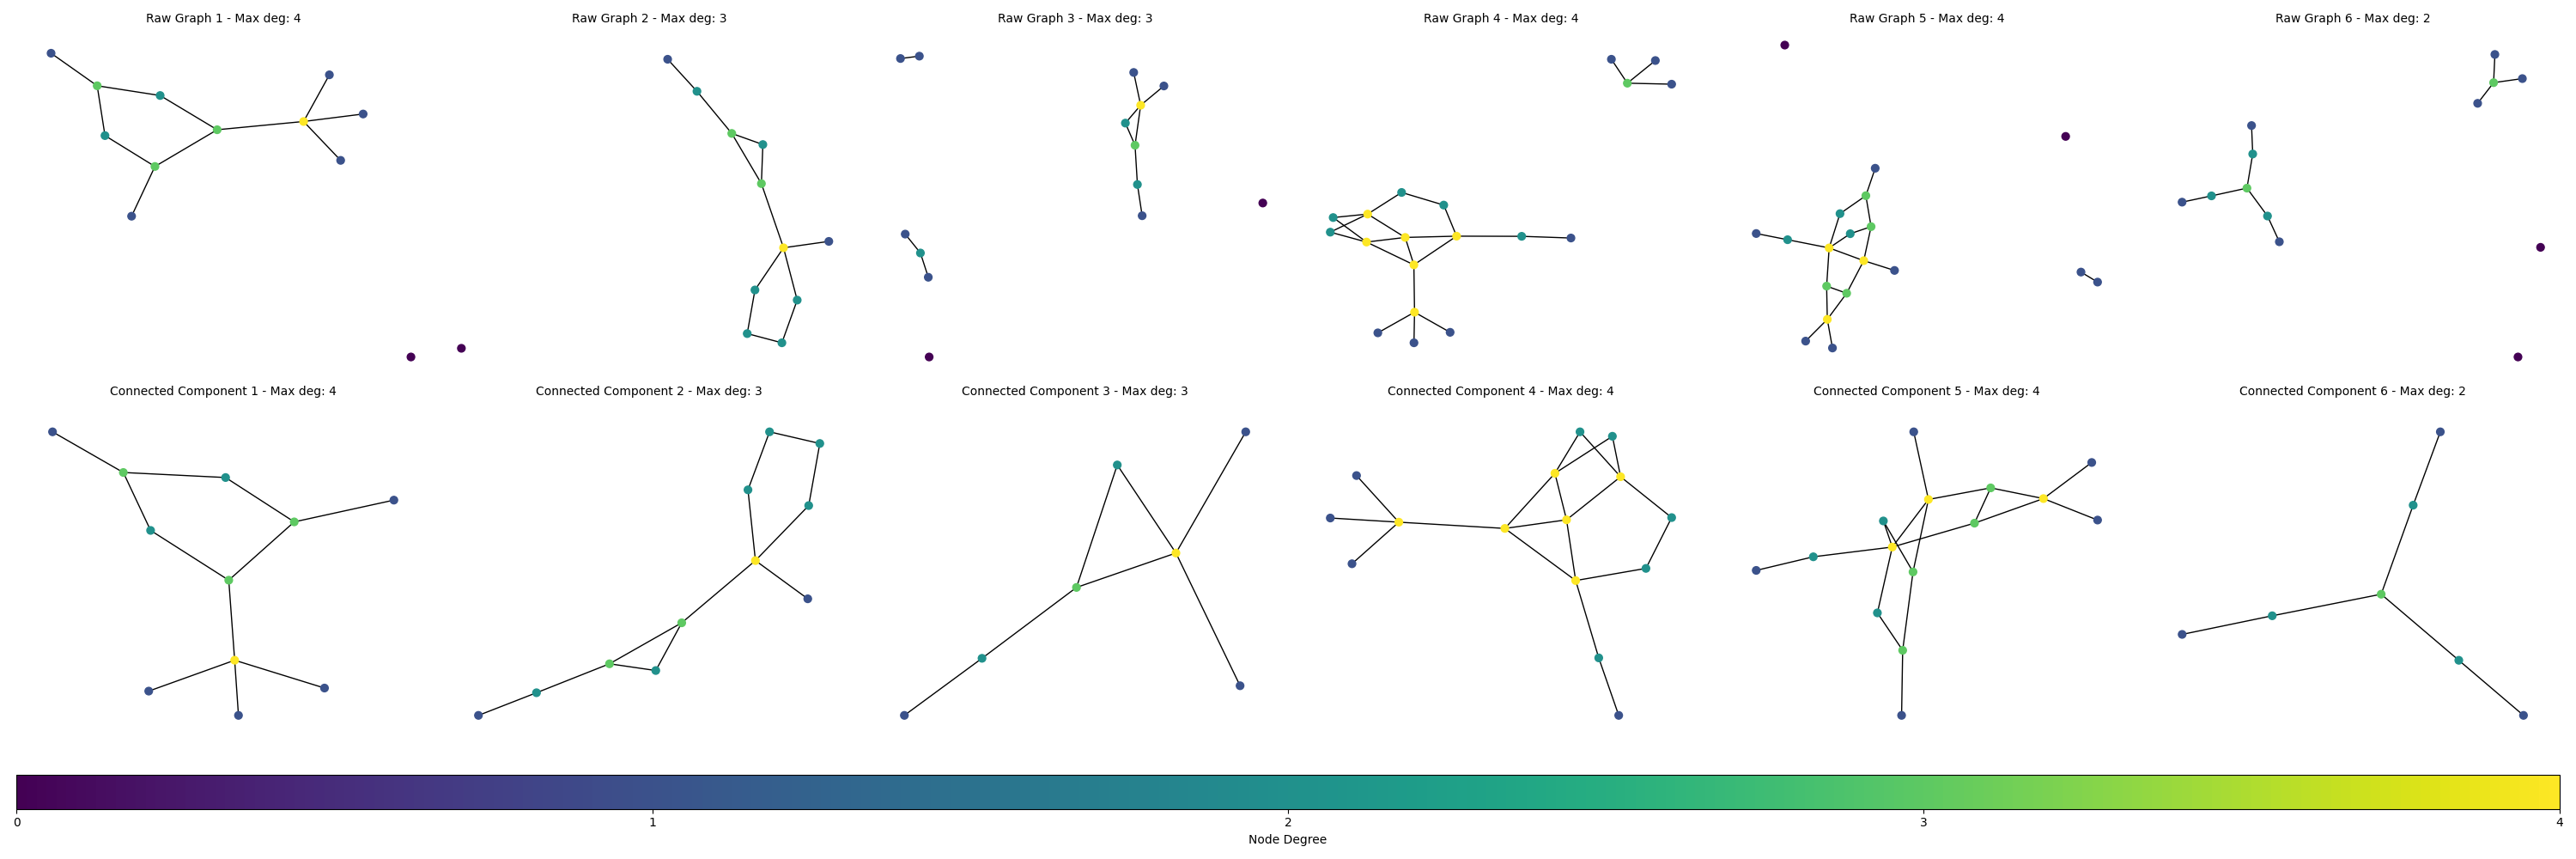 Raw Graph 1 - Max deg: 4
Raw Graph 2 - Max deg: 3
Raw Graph 3 - Max deg: 3
Raw Graph 4 - Max deg: 4
Raw Graph 5 - Max deg: 4
Raw Graph 6 - Max deg: 2
Connected Component 1 - Max deg: 4
Connected Component 2 - Max deg: 3
Connected Component 3 - Max deg: 3
Connected Component 4 - Max deg: 4
Connected Component 5 - Max deg: 4
Connected Component 6 - Max deg: 2
0 1 2 3 4
Node Degree